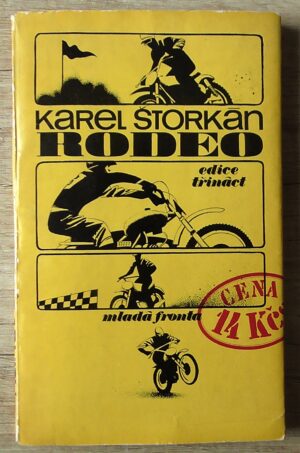 KAREL ŠTORKÁN
RODEO
edice
třináct
mladá fronta
CENA
14 Kčs